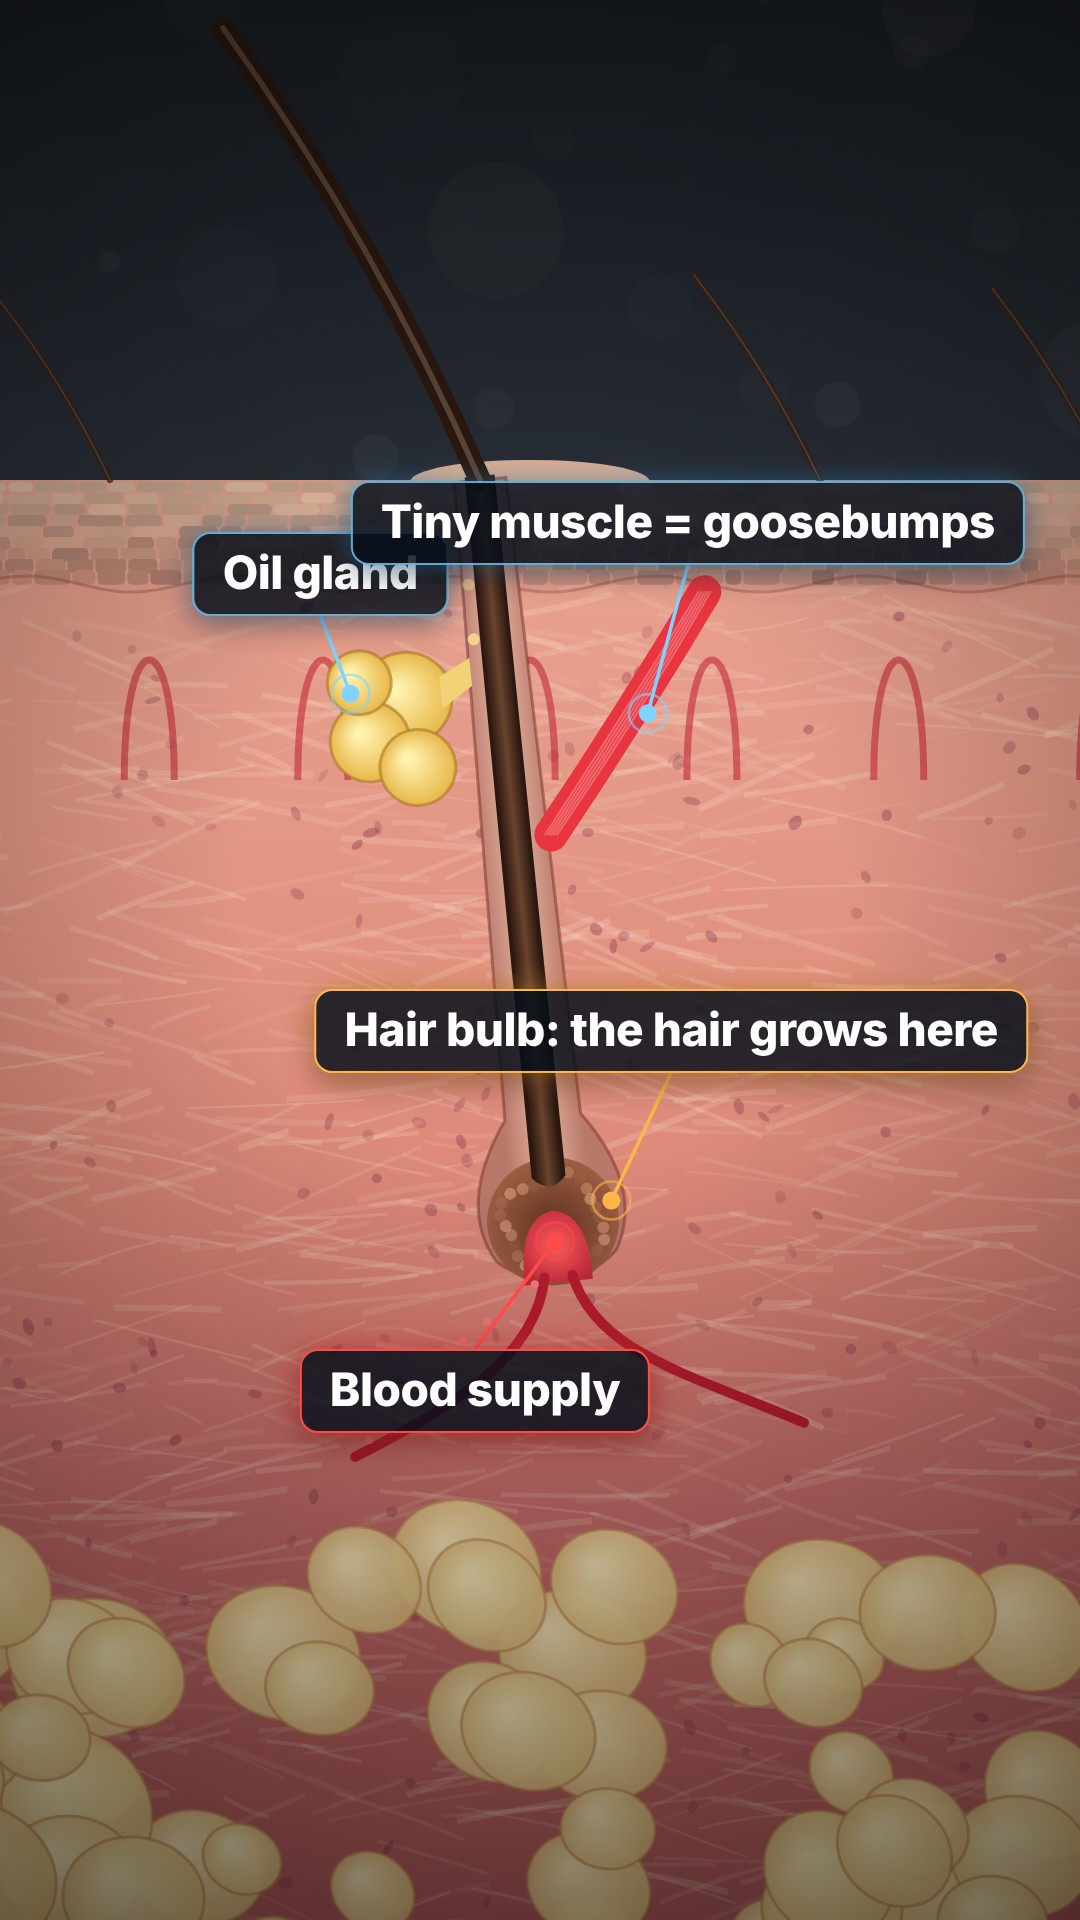 Tiny muscle = goosebumps
Oil gland
Hair bulb: the hair grows here
Blood supply